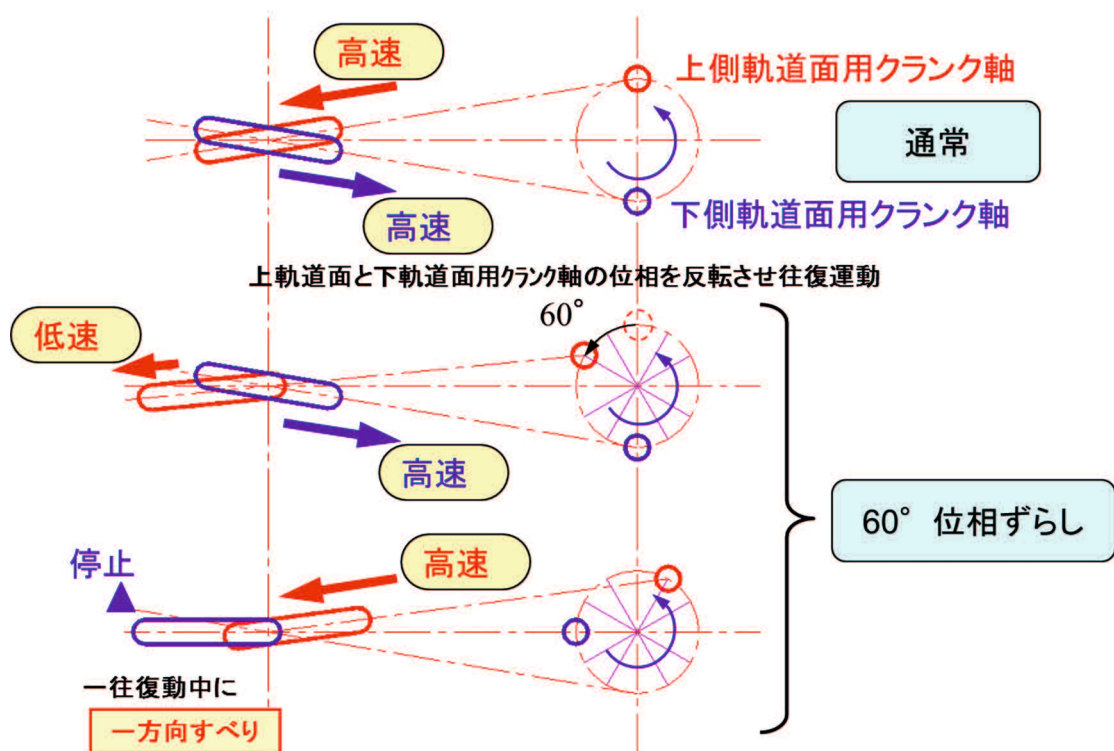 高速
上側軌道面用クランク軸
通常
高速
下側軌道面用クランク軸
上軌道面と下軌道面用クランク軸の位相を反転させ往復運動
60°
低速
高速
60° 位相ずらし
停止
高速
一往復動中に
一方向すべり